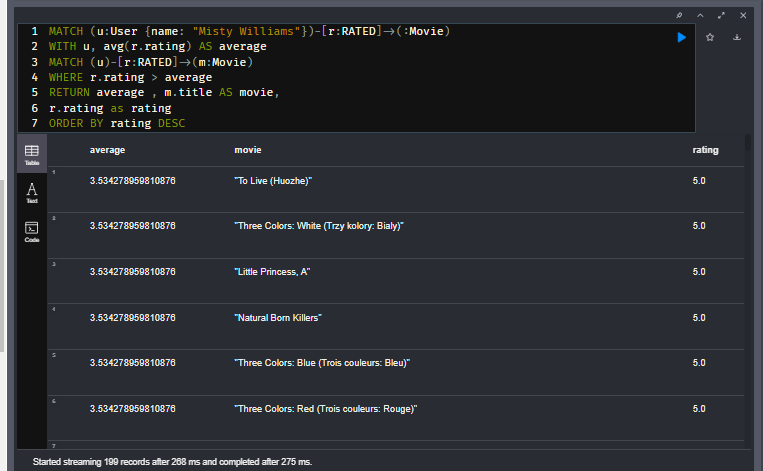 1 MATCH (u:User {name: "Misty Williams"})-[r:RATED]->(:Movie)
2 WITH u, avg(r.rating) AS average
3 MATCH (u)-[r:RATED]->(m:Movie)
4 WHERE r.rating > average
5 RETURN average , m.title AS movie,
6 r.rating as rating
7 ORDER BY rating DESC
Table
Text
Code
average movie rating
1 3.534278959810876 "To Live (Huozhe)" 5.0
2 3.534278959810876 "Three Colors: White (Trzy kolory: Bialy)" 5.0
3 3.534278959810876 "Little Princess, A" 5.0
4 3.534278959810876 "Natural Born Killers" 5.0
5 3.534278959810876 "Three Colors: Blue (Trois couleurs: Bleu)" 5.0
6 3.534278959810876 "Three Colors: Red (Trois couleurs: Rouge)" 5.0
7
Started streaming 199 records after 268 ms and completed after 275 ms.